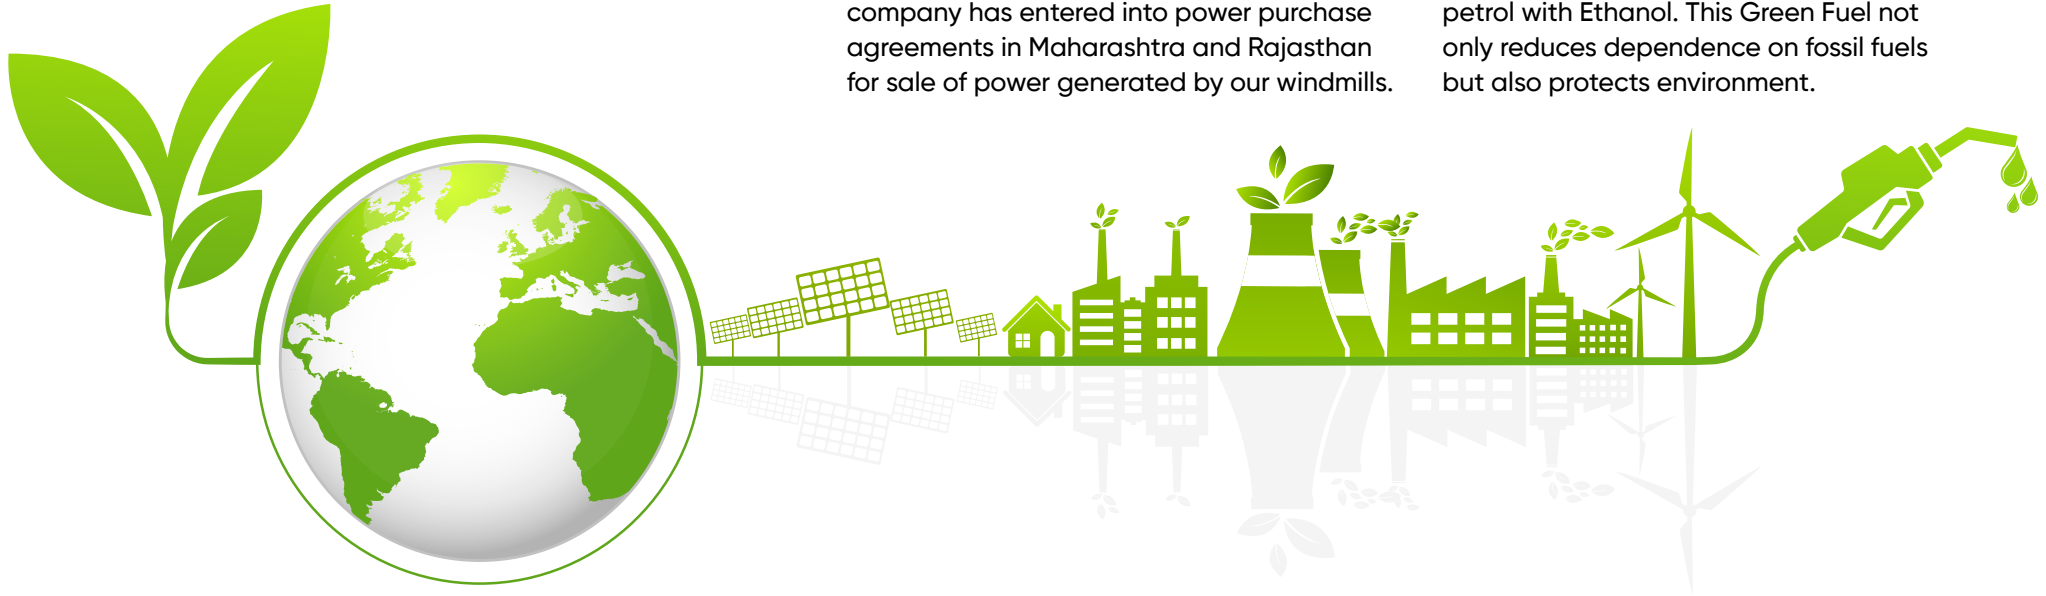 company has entered into power purchase
agreements in Maharashtra and Rajasthan
for sale of power generated by our windmills.
petrol with Ethanol. This Green Fuel not
only reduces dependence on fossil fuels
but also protects environment.